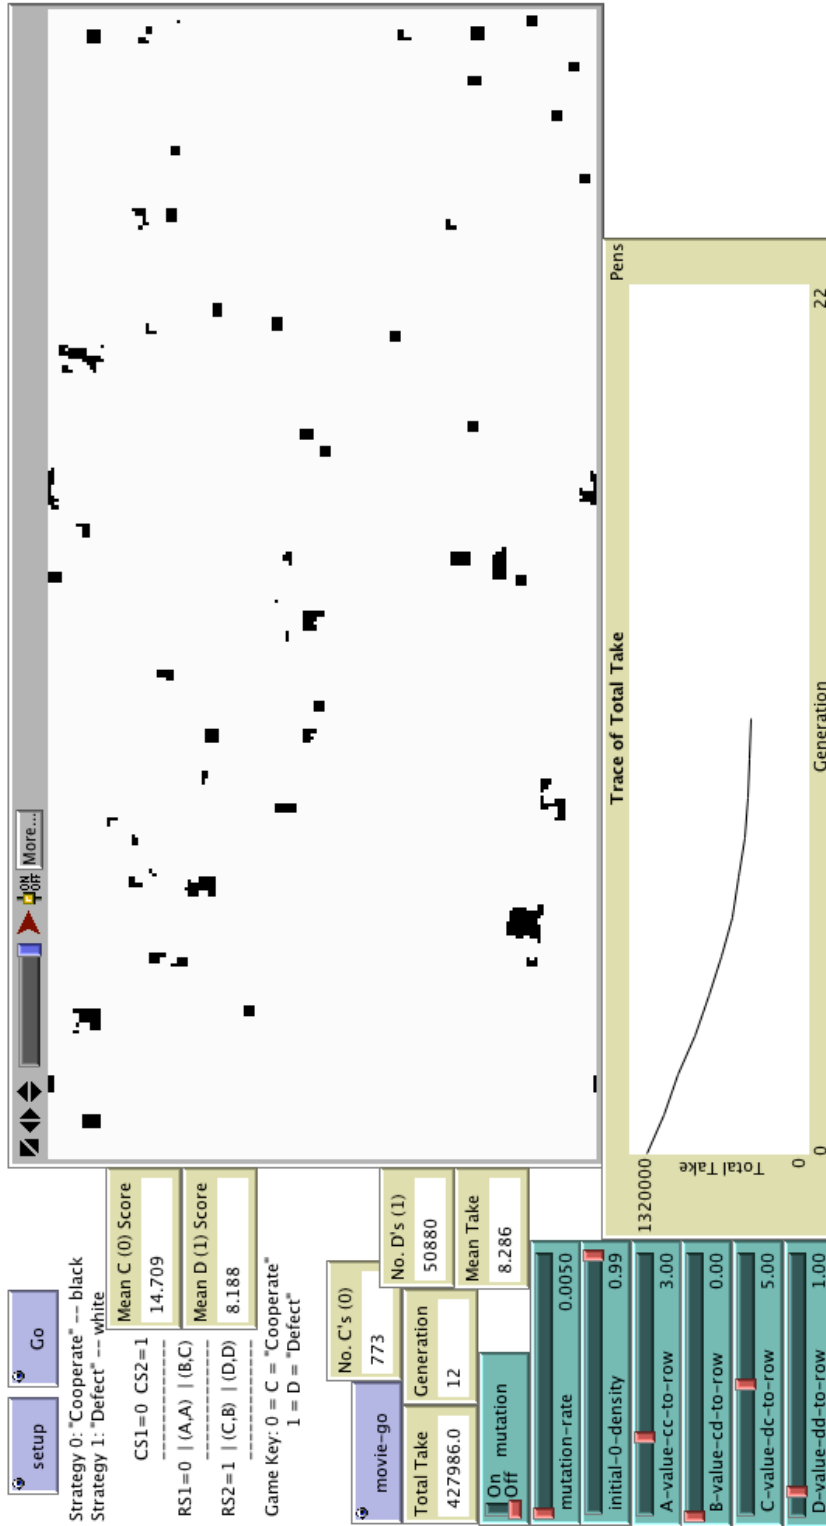 setup
Go
More...
ON
OFF
Strategy 0: "Cooperate" -- black
Strategy 1: "Defect" -- white
CS1=0 CS2=1
RS1=0 | (A,A) | (B,C)
RS2=1 | (C,B) | (D,D)
Game Key: 0 = C = "Cooperate"
1 = D = "Defect"
Mean C (0) Score
14.709
Mean D (1) Score
8.188
movie-go
No. C's (0)
773
No. D's (1)
50880
Total Take
427986.0
Generation
12
Mean Take
8.286
On
Off
mutation
mutation-rate 0.0050
initial-0-density 0.99
A-value-cc-to-row 3.00
B-value-cd-to-row 0.00
C-value-dc-to-row 5.00
D-value-dd-to-row 1.00
Trace of Total Take
Pens
1320000
Total Take
0
0
Generation
22